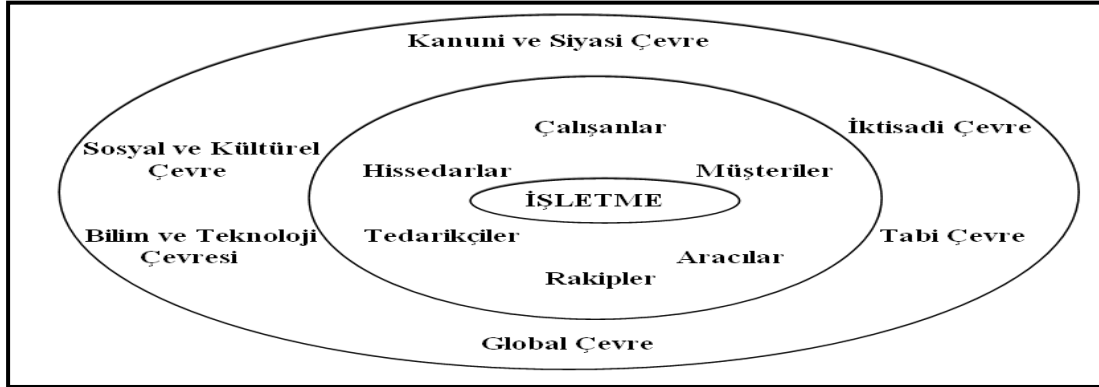 Kanuni ve Siyasi Çevre
Çalışanlar
İktisadi Çevre
Sosyal ve Kültürel
Çevre
Hissedarlar
Müşteriler
İŞLETME
Bilim ve Teknoloji
Çevresi
Tedarikçiler
Tabi Çevre
Aracılar
Rakipler
Global Çevre